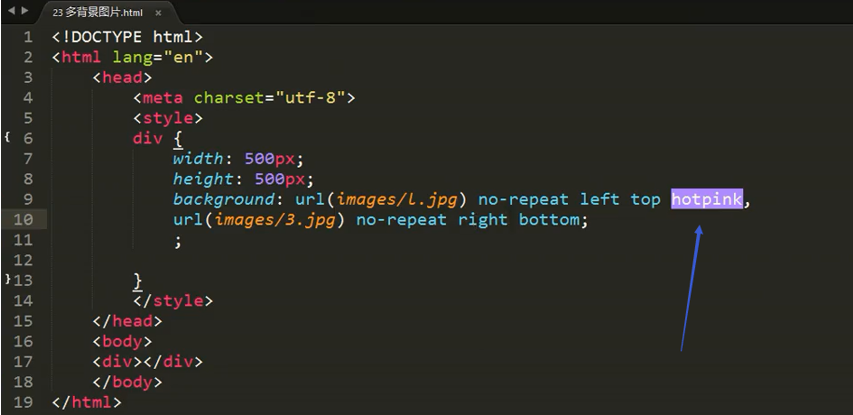 23 多背景图片.html ×
1 <!DOCTYPE html>
2 <html lang="en">
3 <head>
4 <meta charset="utf-8">
5 <style>
6 div {
7 width: 500px;
8 height: 500px;
9 background: url(images/l.jpg) no-repeat left top hotpink,
10 url(images/3.jpg) no-repeat right bottom;
11 ;
12
13 }
14 </style>
15 </head>
16 <body>
17 <div></div>
18 </body>
19 </html>